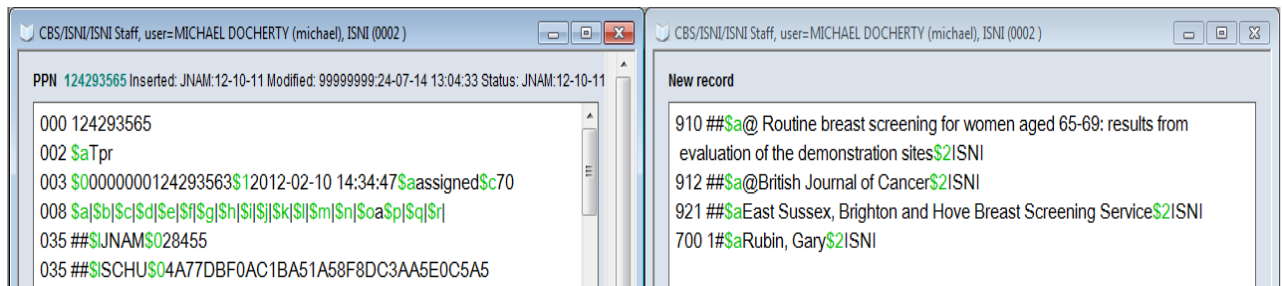 CBS/ISNI/ISNI Staff, user=MICHAEL DOCHERTY (michael), ISNI (0002 )
PPN 124293565 Inserted: JNAM:12-10-11 Modified: 99999999:24-07-14 13:04:33 Status: JNAM:12-10-11
000 124293565
002 $aTpr
003 $00000000124293563$12012-02-10 14:34:47$aassigned$c70
008 $a|$b|$c|$d|$e|$f|$g|$h|$i|$j|$k|$l|$m|$n|$oa$p|$q|$r|
035 ##$IJNAM$028455
035 ##$ISCHU$04A77DBF0AC1BA51A58F8DC3AA5E0C5A5
CBS/ISNI/ISNI Staff, user=MICHAEL DOCHERTY (michael), ISNI (0002 )
New record
910 ##$a@ Routine breast screening for women aged 65-69: results from
evaluation of the demonstration sites$2ISNI
912 ##$a@British Journal of Cancer$2ISNI
921 ##$aEast Sussex, Brighton and Hove Breast Screening Service$2ISNI
700 1#$aRubin, Gary$2ISNI